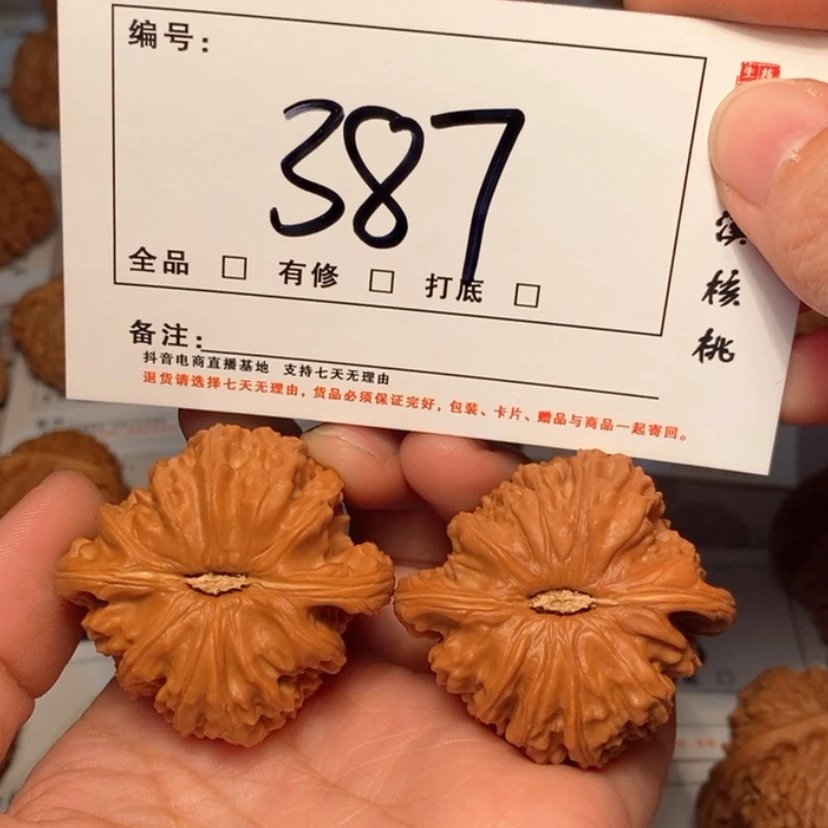 编号:
387
全品 □ 有修 □ 打底 □
备注:
抖音电商直播基地 支持七天无理由
退货请选择七天无理由，货品必须保证完好，包装、卡片、赠品与商品一起寄回。
核桃